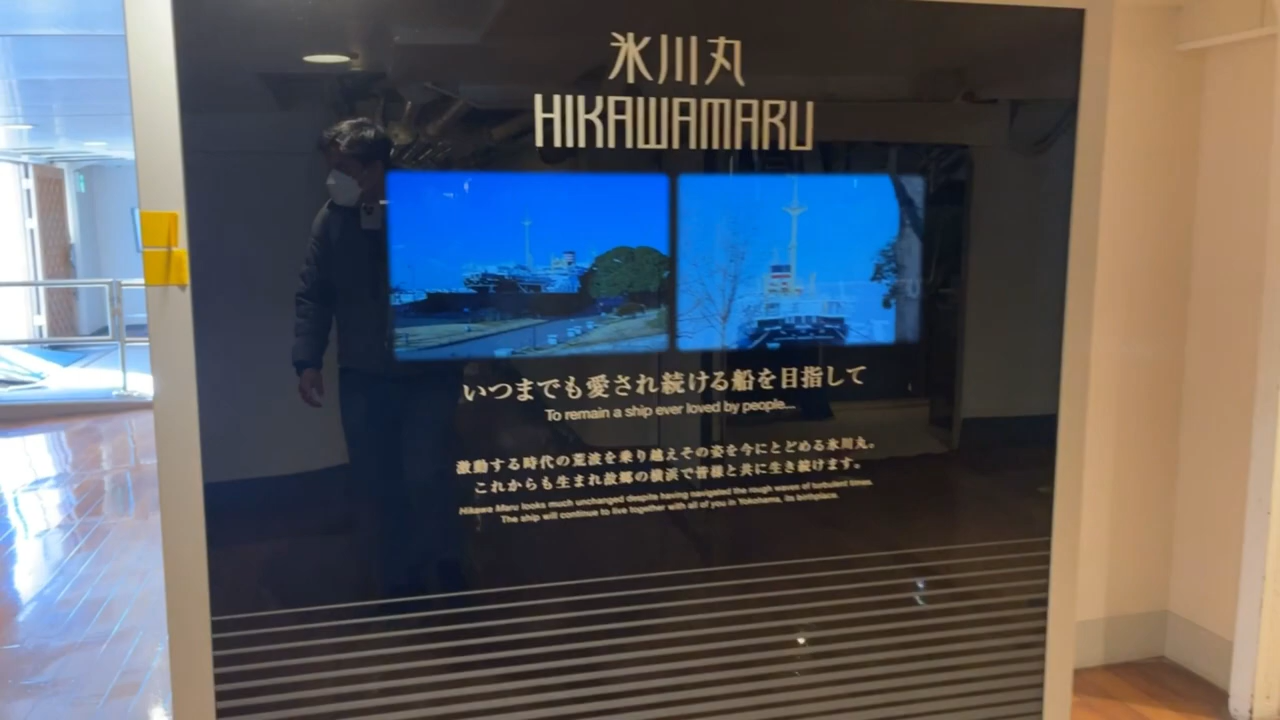 氷川丸
HIKAWAMARU
いつまでも愛され続ける船を目指して
To remain a ship ever loved by people...
激動する時代の荒波を乗り越えその姿を今にとどめる氷川丸。
これからも生まれ故郷の横浜で皆様と共に生き続けます。
Hikawa Maru looks much unchanged despite having navigated the rough waves of turbulent times.
The ship will continue to live together with all of you in Yokohama, its birthplace.